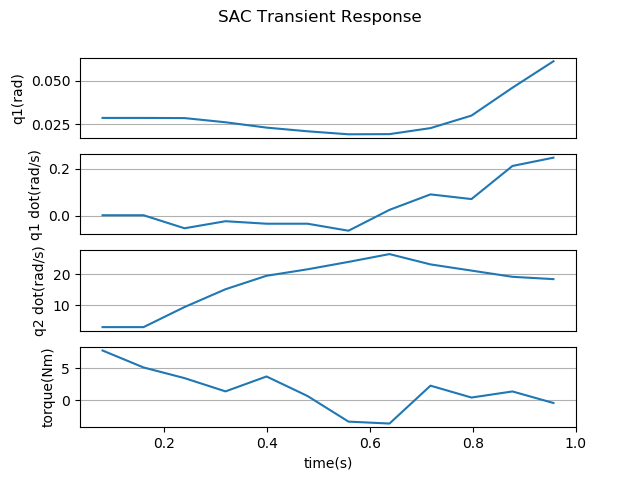 SAC Transient Response
q1(rad)
0.050
0.025
q1 dot(rad/s)
0.2
0.0
q2 dot(rad/s)
20
10
torque(Nm)
5
0
0.2 0.4 0.6 0.8 1.0
time(s)